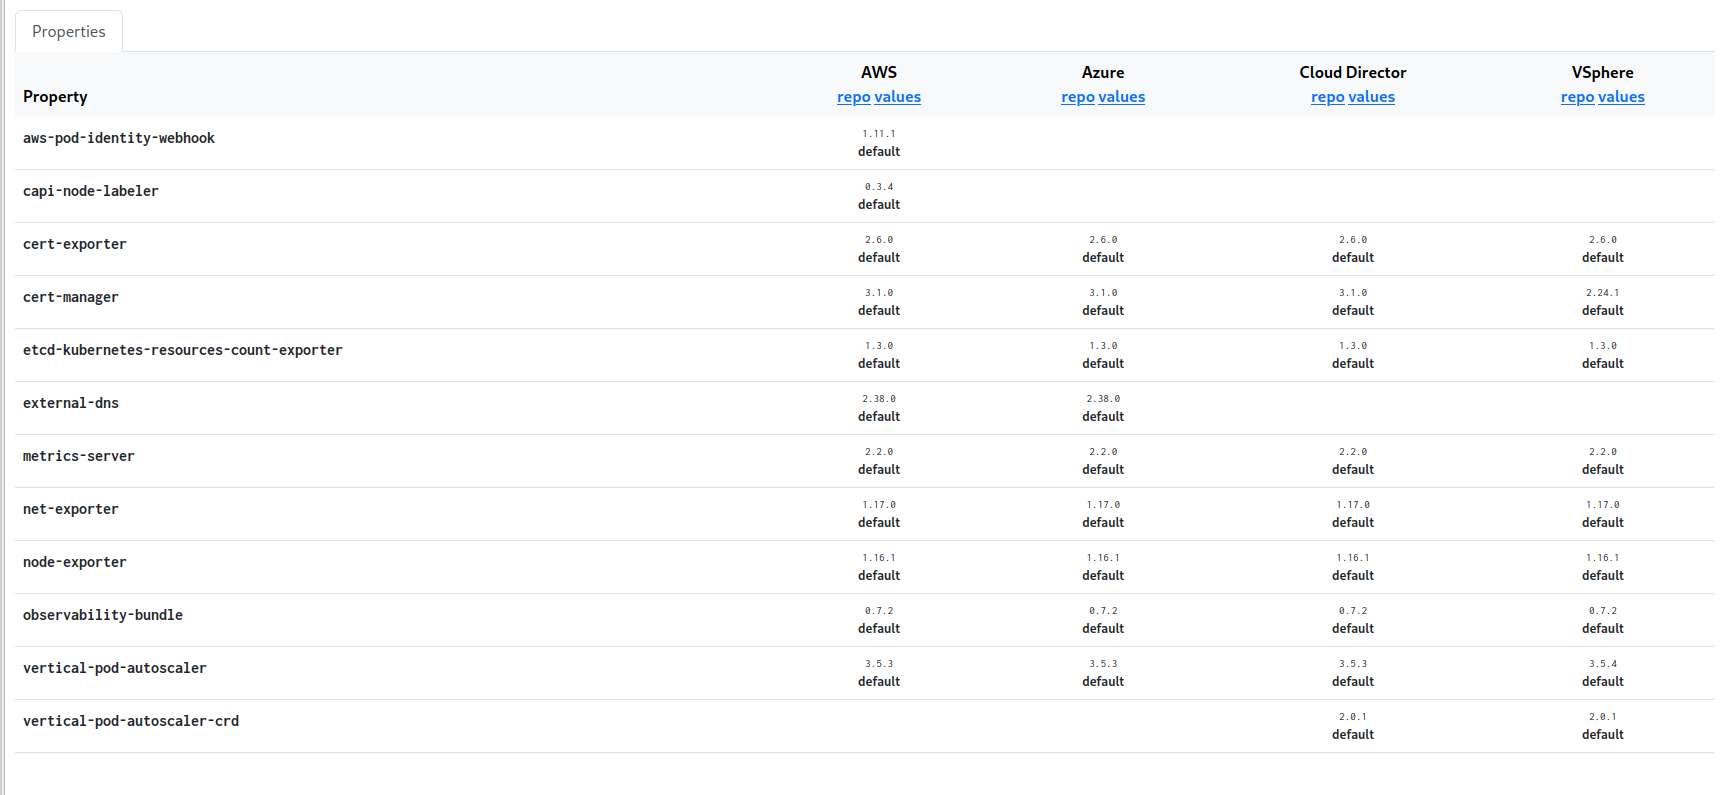 Properties
Property AWS Azure Cloud Director VSphere
repo values repo values repo values repo values
aws-pod-identity-webhook 1.11.1
default
capi-node-labeler 0.3.4
default
cert-exporter 2.6.0 2.6.0 2.6.0 2.6.0
default default default default
cert-manager 3.1.0 3.1.0 3.1.0 2.24.1
default default default default
etcd-kubernetes-resources-count-exporter 1.3.0 1.3.0 1.3.0 1.3.0
default default default default
external-dns 2.38.0 2.38.0
default default
metrics-server 2.2.0 2.2.0 2.2.0 2.2.0
default default default default
net-exporter 1.17.0 1.17.0 1.17.0 1.17.0
default default default default
node-exporter 1.16.1 1.16.1 1.16.1 1.16.1
default default default default
observability-bundle 0.7.2 0.7.2 0.7.2 0.7.2
default default default default
vertical-pod-autoscaler 3.5.3 3.5.3 3.5.3 3.5.4
default default default default
vertical-pod-autoscaler-crd 2.0.1 2.0.1
default default